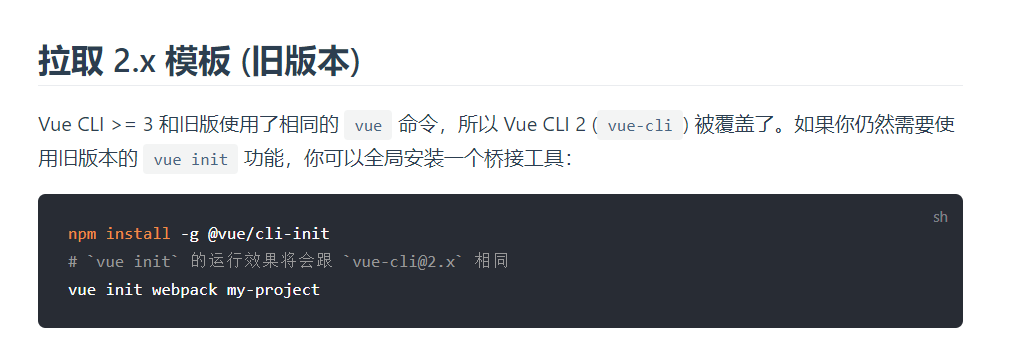 拉取 2.x 模板 (旧版本)
Vue CLI >= 3 和旧版使用了相同的 vue 命令，所以 Vue CLI 2 (vue-cli) 被覆盖了。如果你仍然需要使
用旧版本的 vue init 功能，你可以全局安装一个桥接工具：
sh
npm install -g @vue/cli-init
# `vue init` 的运行效果将会跟 `vue-cli@2.x` 相同
vue init webpack my-project